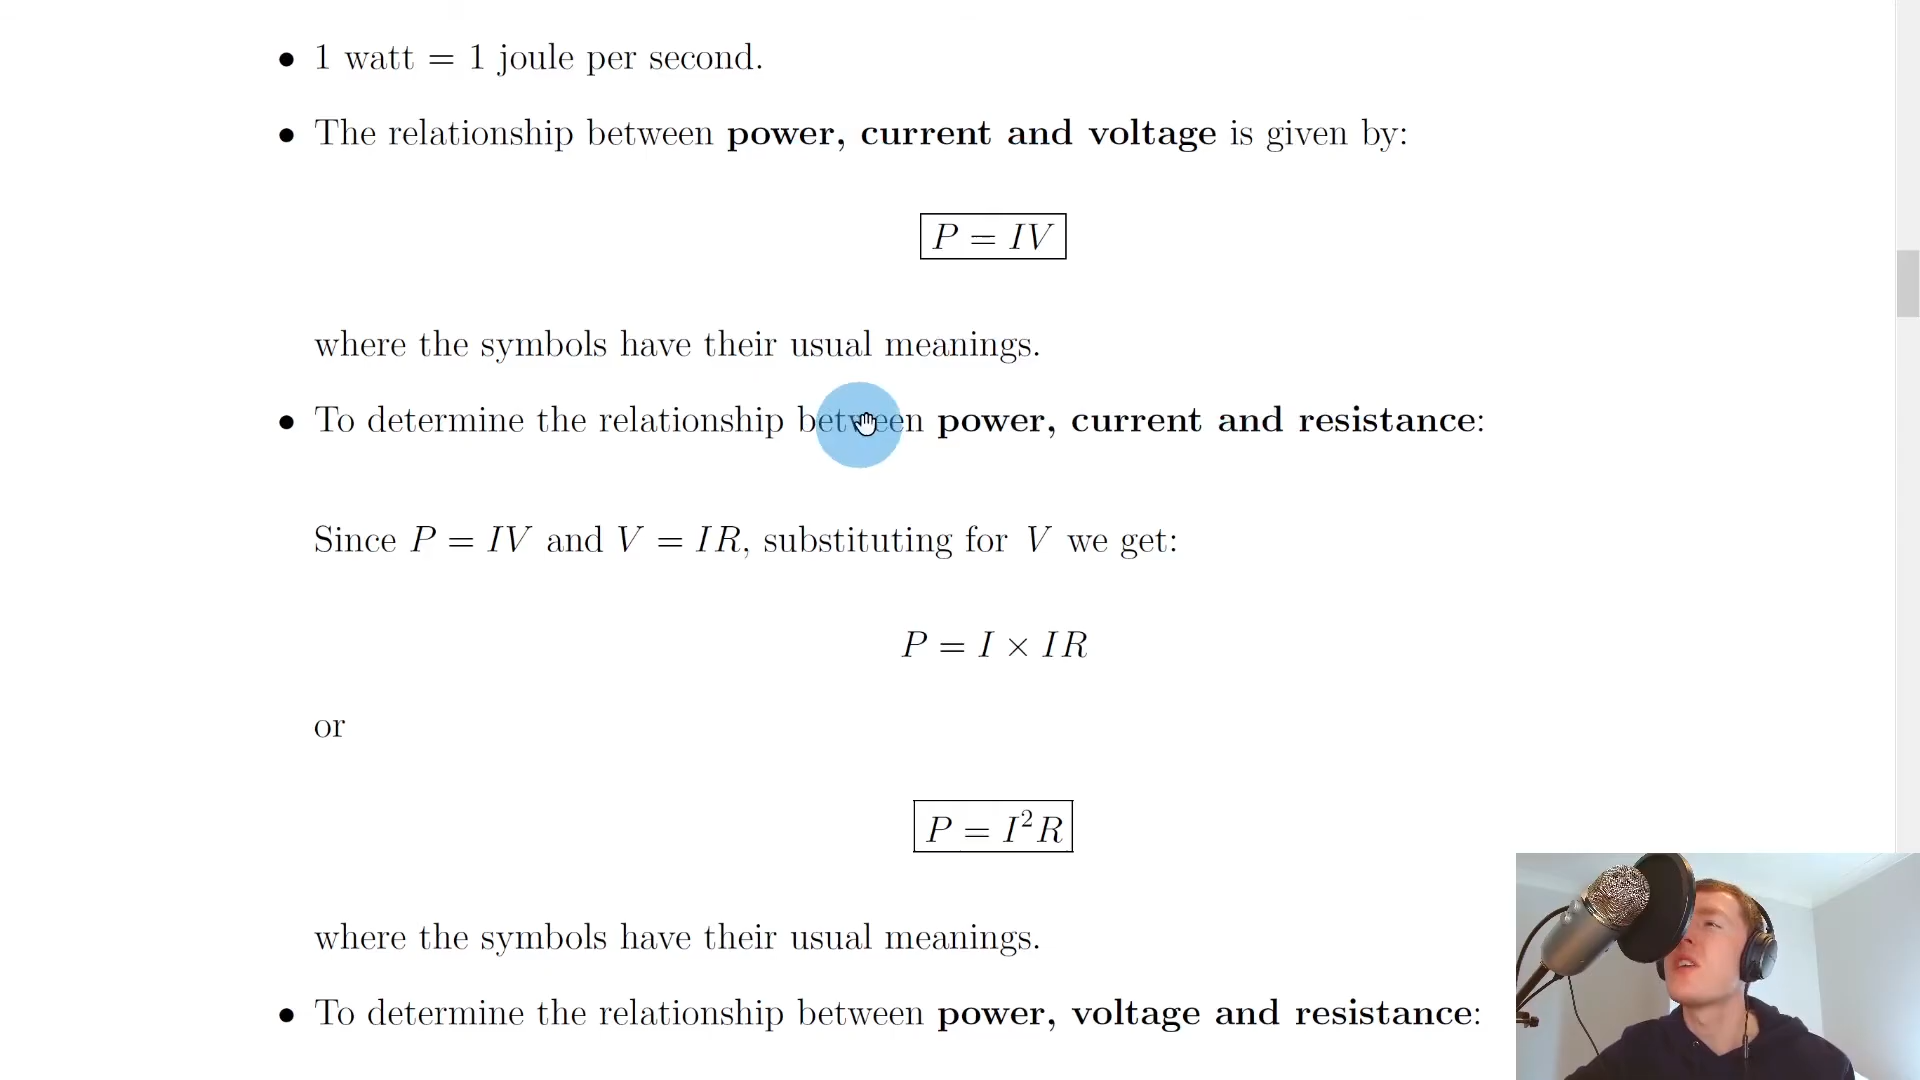 • 1 watt = 1 joule per second.
• The relationship between power, current and voltage is given by:
P = IV
where the symbols have their usual meanings.
• To determine the relationship between power, current and resistance:
Since P = IV and V = IR, substituting for V we get:
P = I × IR
or
P = I²R
where the symbols have their usual meanings.
• To determine the relationship between power, voltage and resistance: